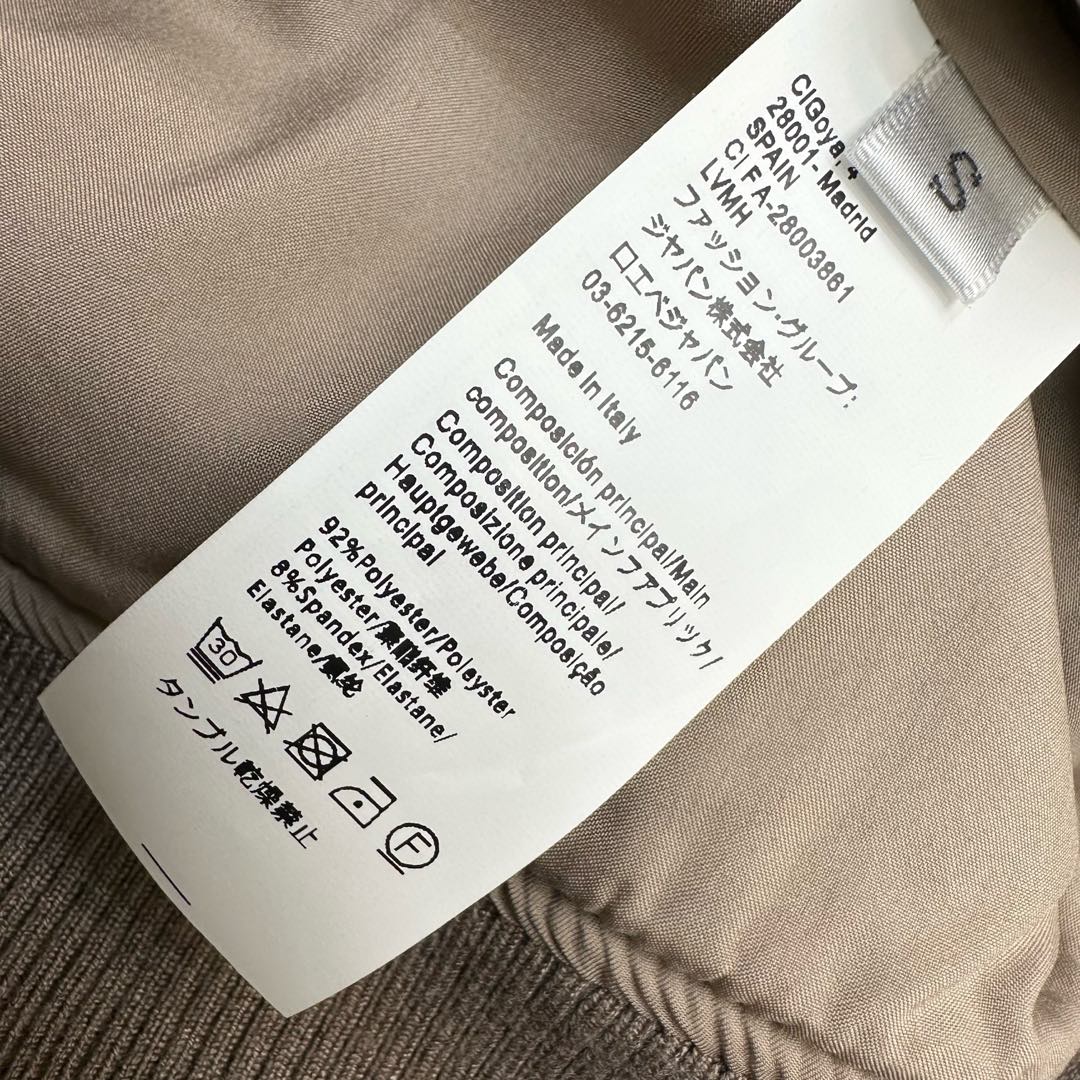 S
C|Goya, 4
28001- Madrid
SPAIN
CI F A-28003861
LVMH
ファッション・グループ;
ジャパン株式会社
ロエベジャパン
03-6215-6116
Made in Italy
Composición principal/Main
composition/メインフアブリック/
Composition principal/
Composizione principale/
Hauptgewebe/Composição
principal
92%Polyester/Poleyster
Polyester/聚酯纤维
8%Spandex/Elastane/
Elastane/氨纶
30
F
タンブル乾燥禁止